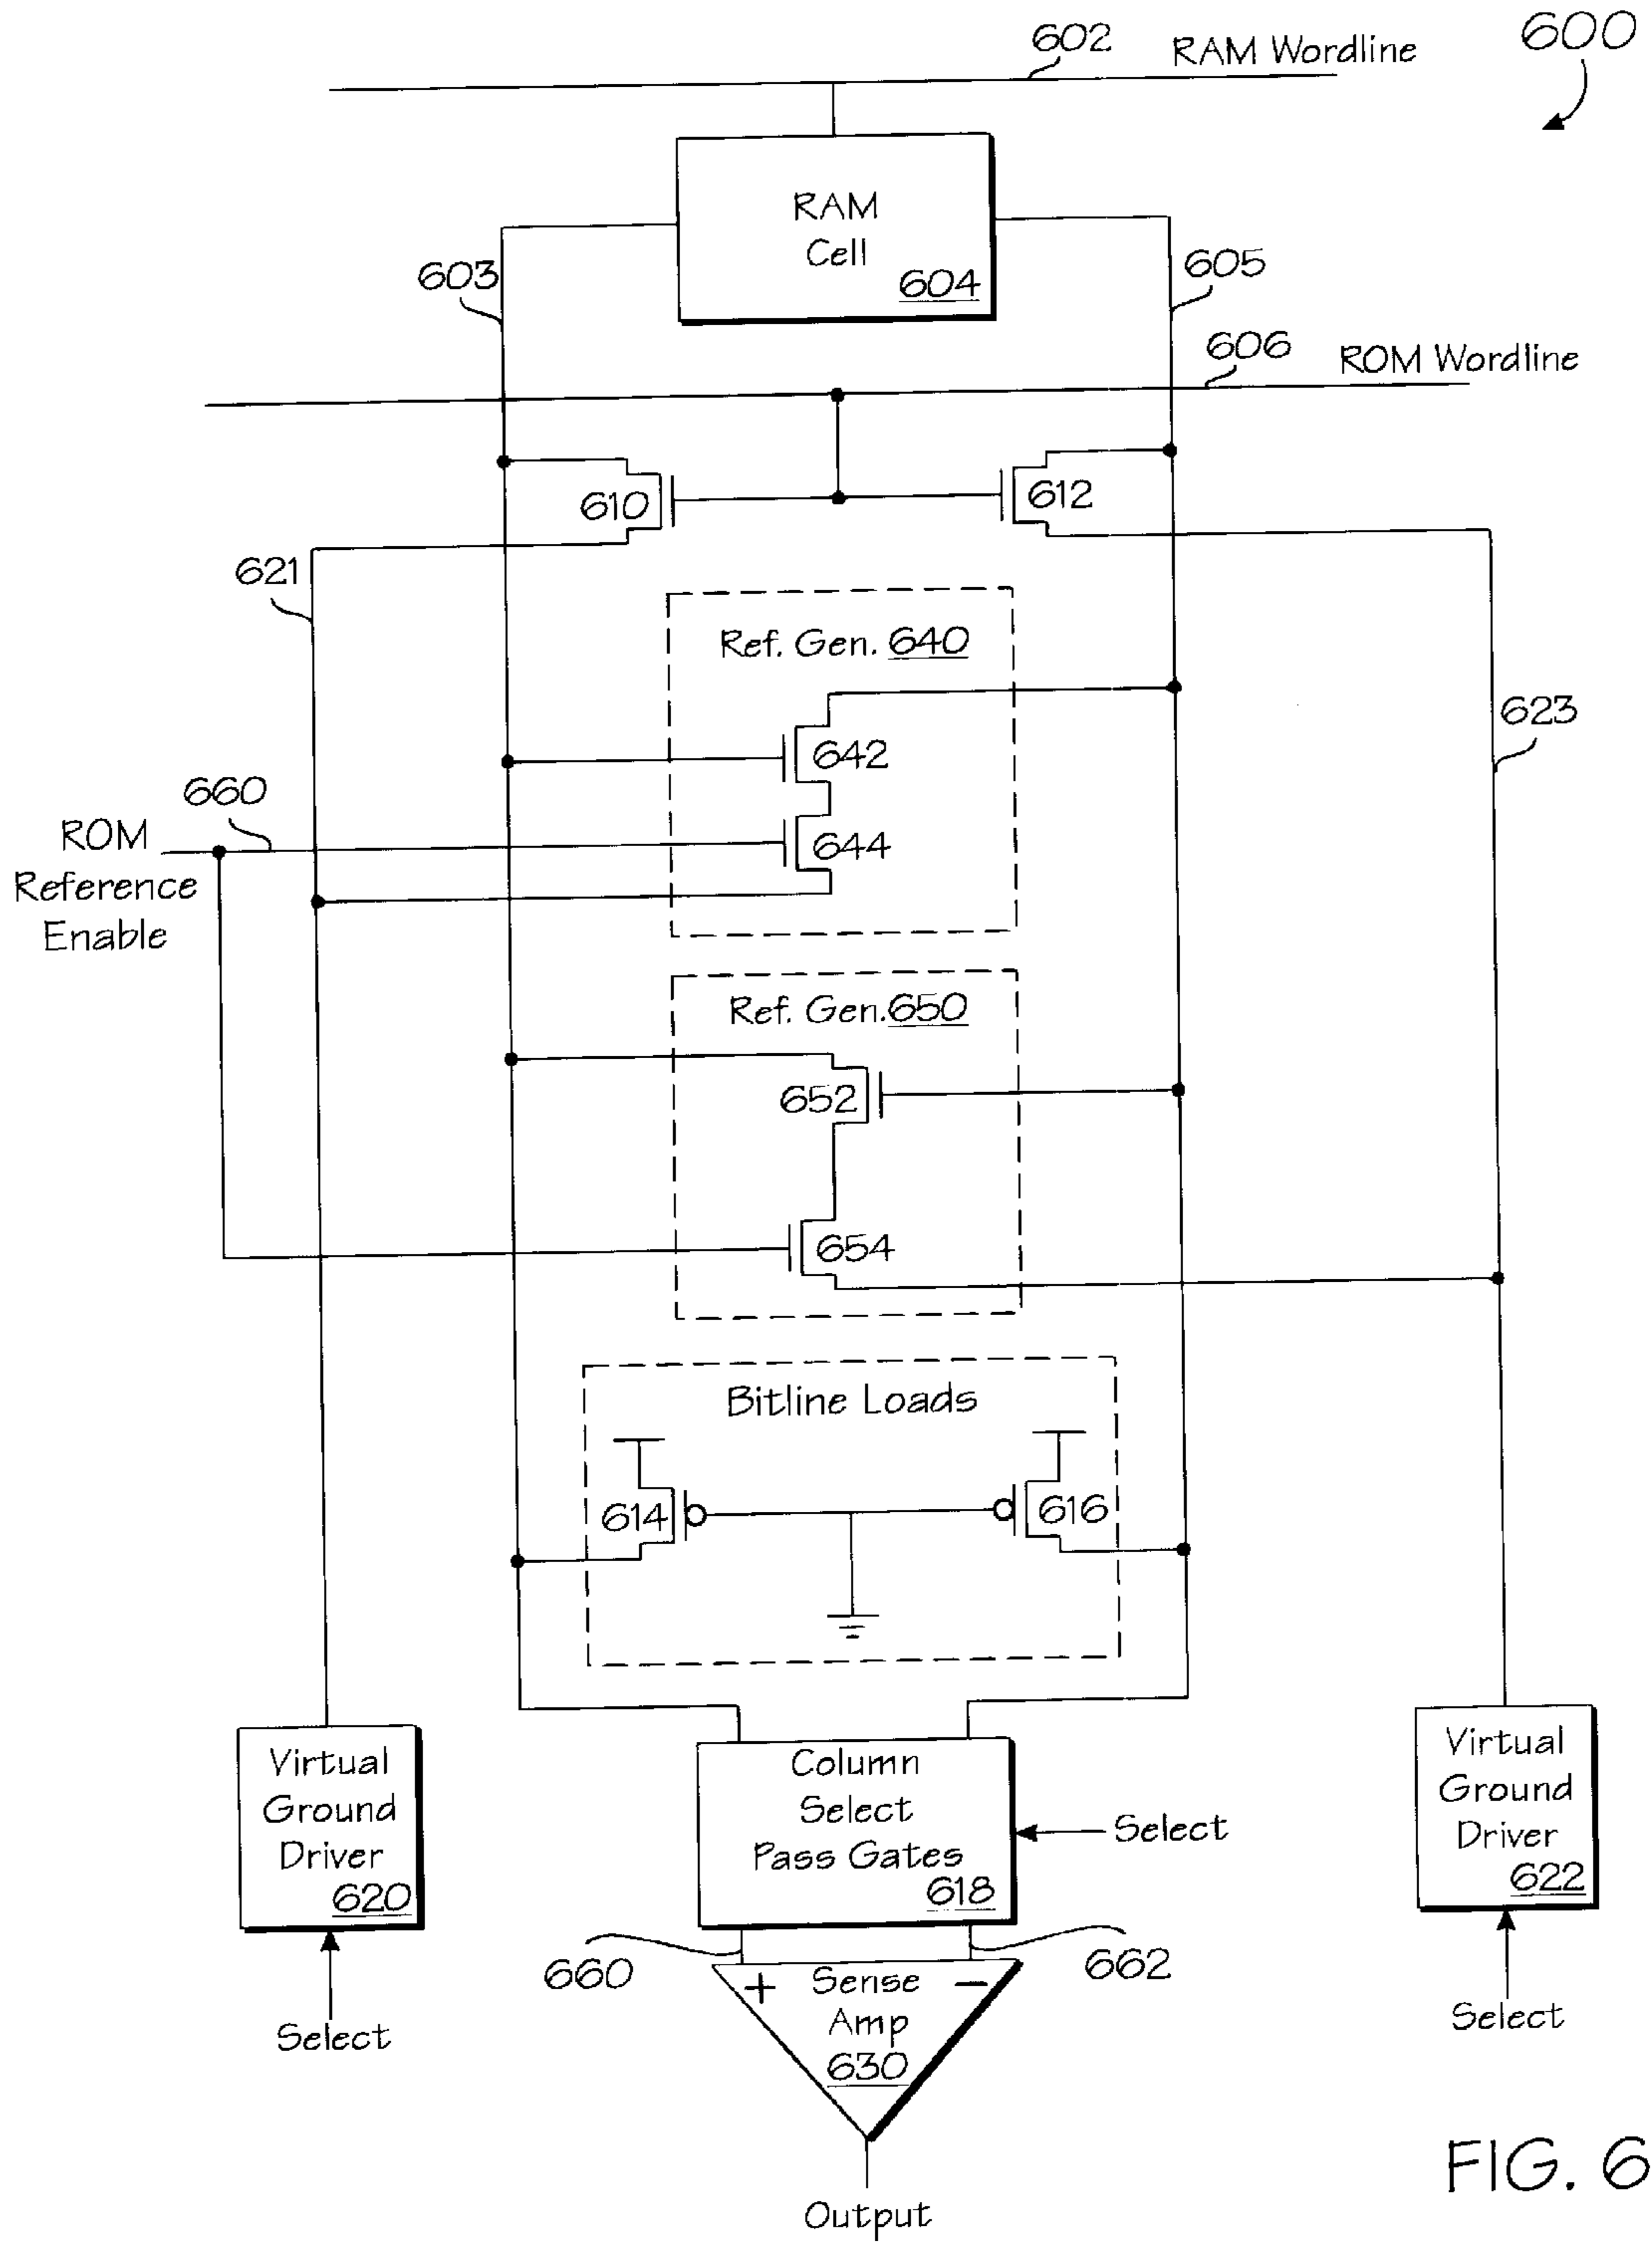 602
RAM Wordline
600
RAM
Cell
604
603
605
606
ROM Wordline
610
612
621
Ref. Gen. 640
623
642
660
ROM
Reference
Enable
644
Ref. Gen. 650
652
654
Bitline Loads
614
616
Virtual
Ground
Driver
620
Column
Select
Pass Gates
618
Select
Virtual
Ground
Driver
622
660
662
+ Sense −
Amp
630
Select
Select
Output
FIG. 6